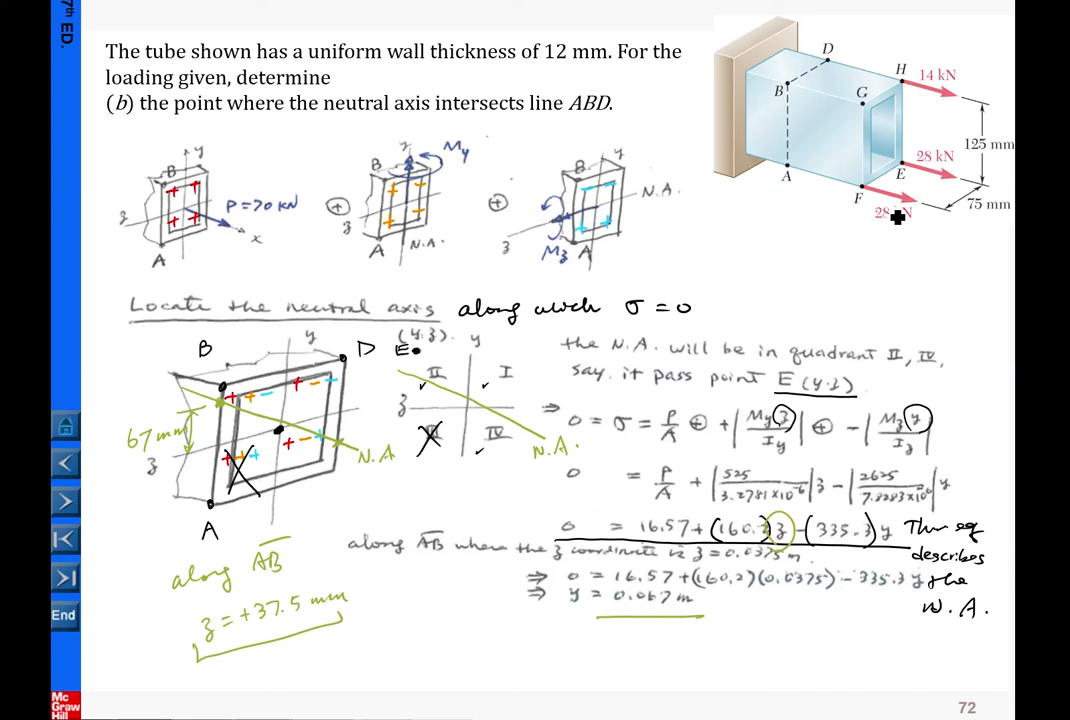 7th ED.
The tube shown has a uniform wall thickness of 12 mm. For the
loading given, determine
(b) the point where the neutral axis intersects line ABD.
D
H
14 kN
B
G
125 mm
28 kN
A
E
F
75 mm
B
y
z
P=70 kN
x
A
⊕
B
y
My
z
A
N.A.
⊕
B
y
N.A.
z
Mz
A
Locate the neutral axis along which σ = 0
B
y
D
E
(y,z)
y
II
I
z
IV
N.A.
67 mm
z
N.A
A
the N.A. will be in quadrant II, IV,
say. it pass point E (y.z)
⇒ 0 = σ = P/A ⊕ + |My z / Iy| ⊕ - |Mz y / Iz|
0 = P/A + |525 / 3.2781×10⁻⁶| z - |2625 / 7.8283×10⁻⁶| y
0 = 16.57+(160.2)z-(335.3)y This eq
describes
the
N.A.
along AB where the z coordinate is z=0.0375 m
⇒ 0 = 16.57+(160.2)(0.0375)-335.3 y
⇒ y = 0.067 m
along AB
z = +37.5 mm
End
Mc
Graw
Hill
72